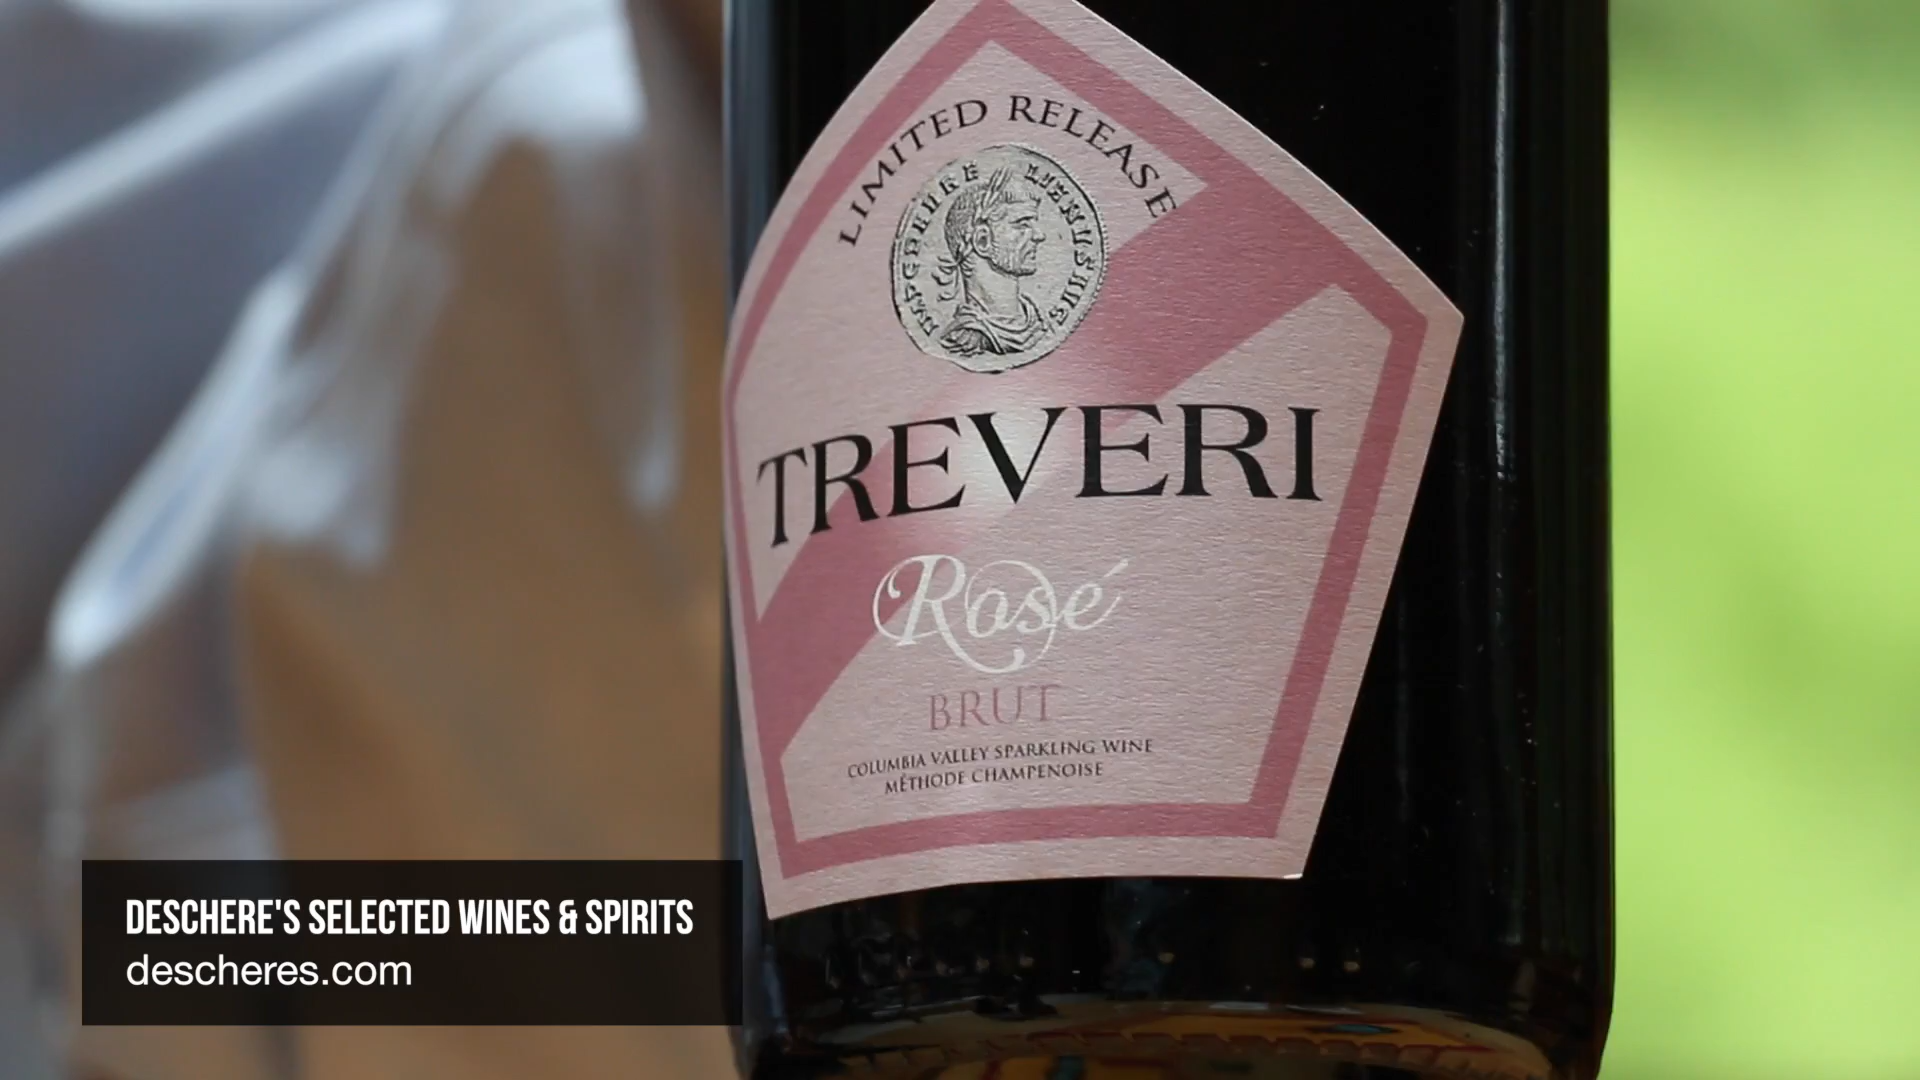 LIMITED RELEASE
TREVERI
Rosé
BRUT
COLUMBIA VALLEY SPARKLING WINE
MÉTHODE CHAMPENOISE
DESCHERE'S SELECTED WINES & SPIRITS
descheres.com